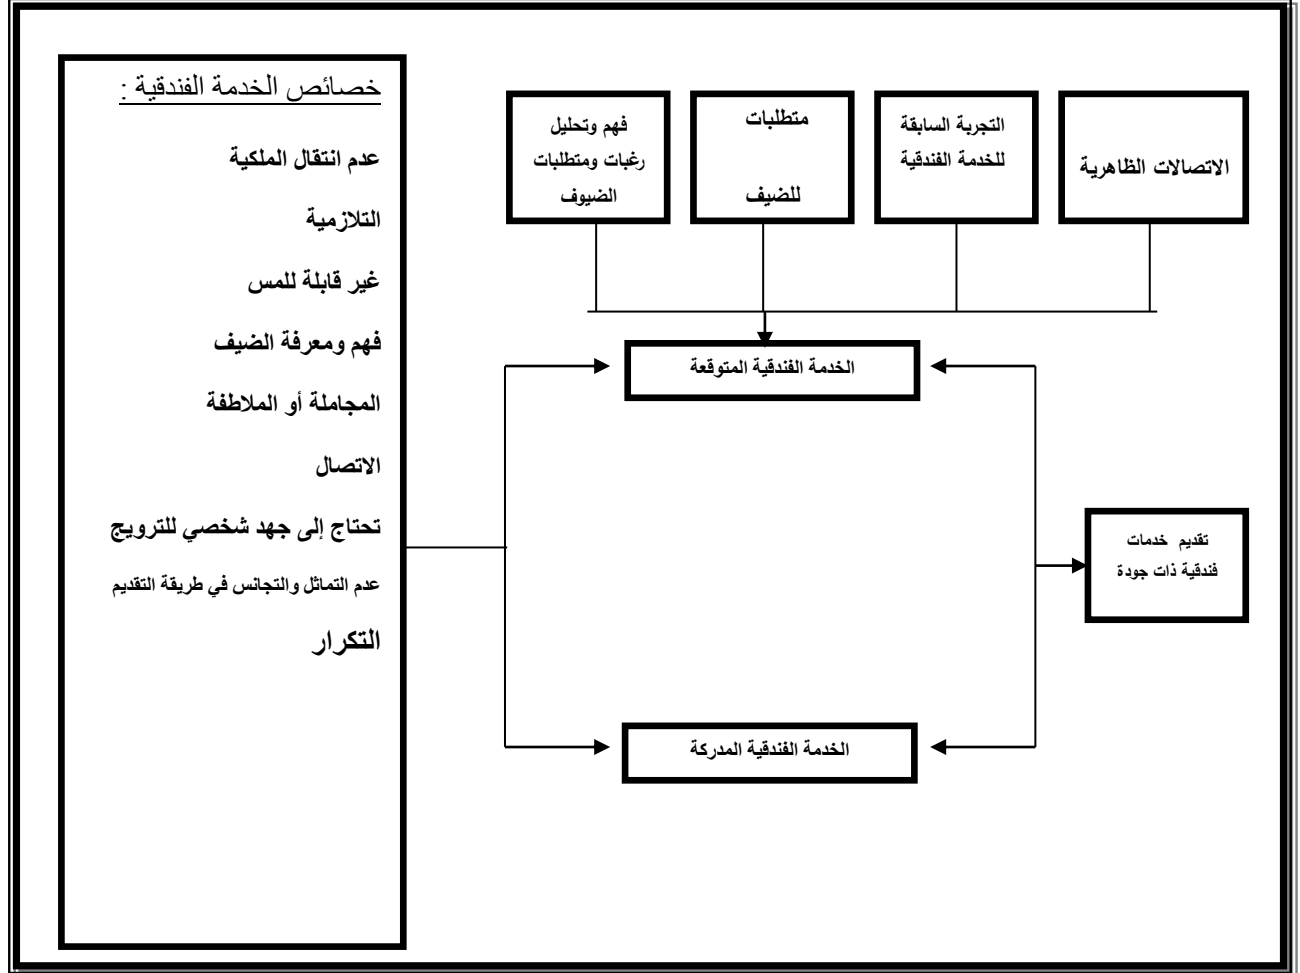 خصائص الخدمة الفندقية :
عدم انتقال الملكية
التلازمية
غير قابلة للمس
فهم ومعرفة الضيف
المجاملة أو الملاطفة
الاتصال
تحتاج إلى جهد شخصي للترويج
عدم التماثل والتجانس في طريقة التقديم
التكرار
الاتصالات الظاهرية
التجربة السابقة
للخدمة الفندقية
متطلبات
للضيف
فهم وتحليل
رغبات ومتطلبات
الضيوف
الخدمة الفندقية المتوقعة
تقديم خدمات
فندقية ذات جودة
الخدمة الفندقية المدركة